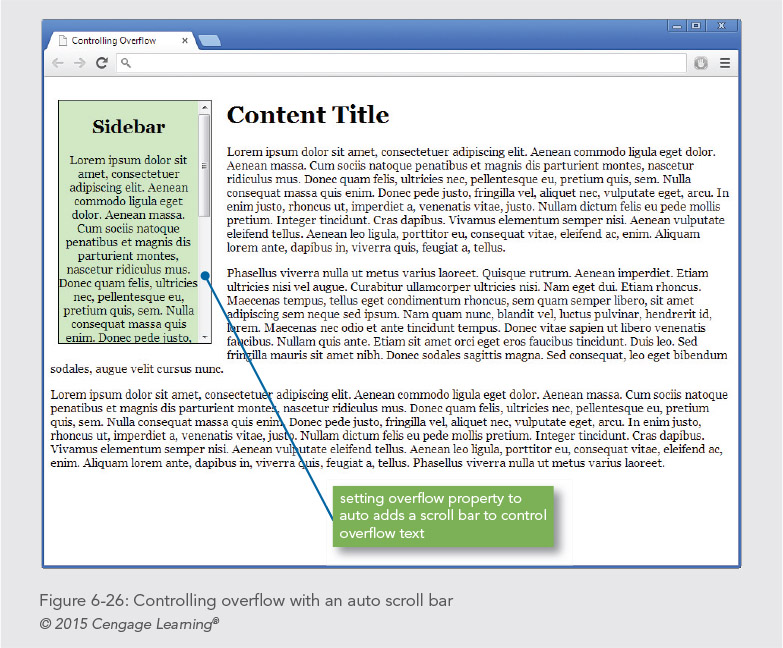 Controlling Overflow
Sidebar
Lorem ipsum dolor sit
amet, consectetuer
adipiscing elit. Aenean
commodo ligula eget
dolor. Aenean massa.
Cum sociis natoque
penatibus et magnis dis
parturient montes,
nascetur ridiculus mus.
Donec quam felis, ultricies
nec, pellentesque eu,
pretium quis, sem. Nulla
consequat massa quis
enim. Donec pede justo,
Content Title
Lorem ipsum dolor sit amet, consectetuer adipiscing elit. Aenean commodo ligula eget dolor.
Aenean massa. Cum sociis natoque penatibus et magnis dis parturient montes, nascetur
ridiculus mus. Donec quam felis, ultricies nec, pellentesque eu, pretium quis, sem. Nulla
consequat massa quis enim. Donec pede justo, fringilla vel, aliquet nec, vulputate eget, arcu. In
enim justo, rhoncus ut, imperdiet a, venenatis vitae, justo. Nullam dictum felis eu pede mollis
pretium. Integer tincidunt. Cras dapibus. Vivamus elementum semper nisi. Aenean vulputate
eleifend tellus. Aenean leo ligula, porttitor eu, consequat vitae, eleifend ac, enim. Aliquam
lorem ante, dapibus in, viverra quis, feugiat a, tellus.
Phasellus viverra nulla ut metus varius laoreet. Quisque rutrum. Aenean imperdiet. Etiam
ultricies nisi vel augue. Curabitur ullamcorper ultricies nisi. Nam eget dui. Etiam rhoncus.
Maecenas tempus, tellus eget condimentum rhoncus, sem quam semper libero, sit amet
adipiscing sem neque sed ipsum. Nam quam nunc, blandit vel, luctus pulvinar, hendrerit id,
lorem. Maecenas nec odio et ante tincidunt tempus. Donec vitae sapien ut libero venenatis
faucibus. Nullam quis ante. Etiam sit amet orci eget eros faucibus tincidunt. Duis leo. Sed
fringilla mauris sit amet nibh. Donec sodales sagittis magna. Sed consequat, leo eget bibendum
sodales, augue velit cursus nunc.
Lorem ipsum dolor sit amet, consectetuer adipiscing elit. Aenean commodo ligula eget dolor. Aenean massa. Cum sociis natoque
penatibus et magnis dis parturient montes, nascetur ridiculus mus. Donec quam felis, ultricies nec, pellentesque eu, pretium
quis, sem. Nulla consequat massa quis enim. Donec pede justo, fringilla vel, aliquet nec, vulputate eget, arcu. In enim justo,
rhoncus ut, imperdiet a, venenatis vitae, justo. Nullam dictum felis eu pede mollis pretium. Integer tincidunt. Cras dapibus.
Vivamus elementum semper nisi. Aenean vulputate eleifend tellus. Aenean leo ligula, porttitor eu, consequat vitae, eleifend ac,
enim. Aliquam lorem ante, dapibus in, viverra quis, feugiat a, tellus. Phasellus viverra nulla ut metus varius laoreet.
setting overflow property to
auto adds a scroll bar to control
overflow text
Figure 6-26: Controlling overflow with an auto scroll bar
© 2015 Cengage Learning®